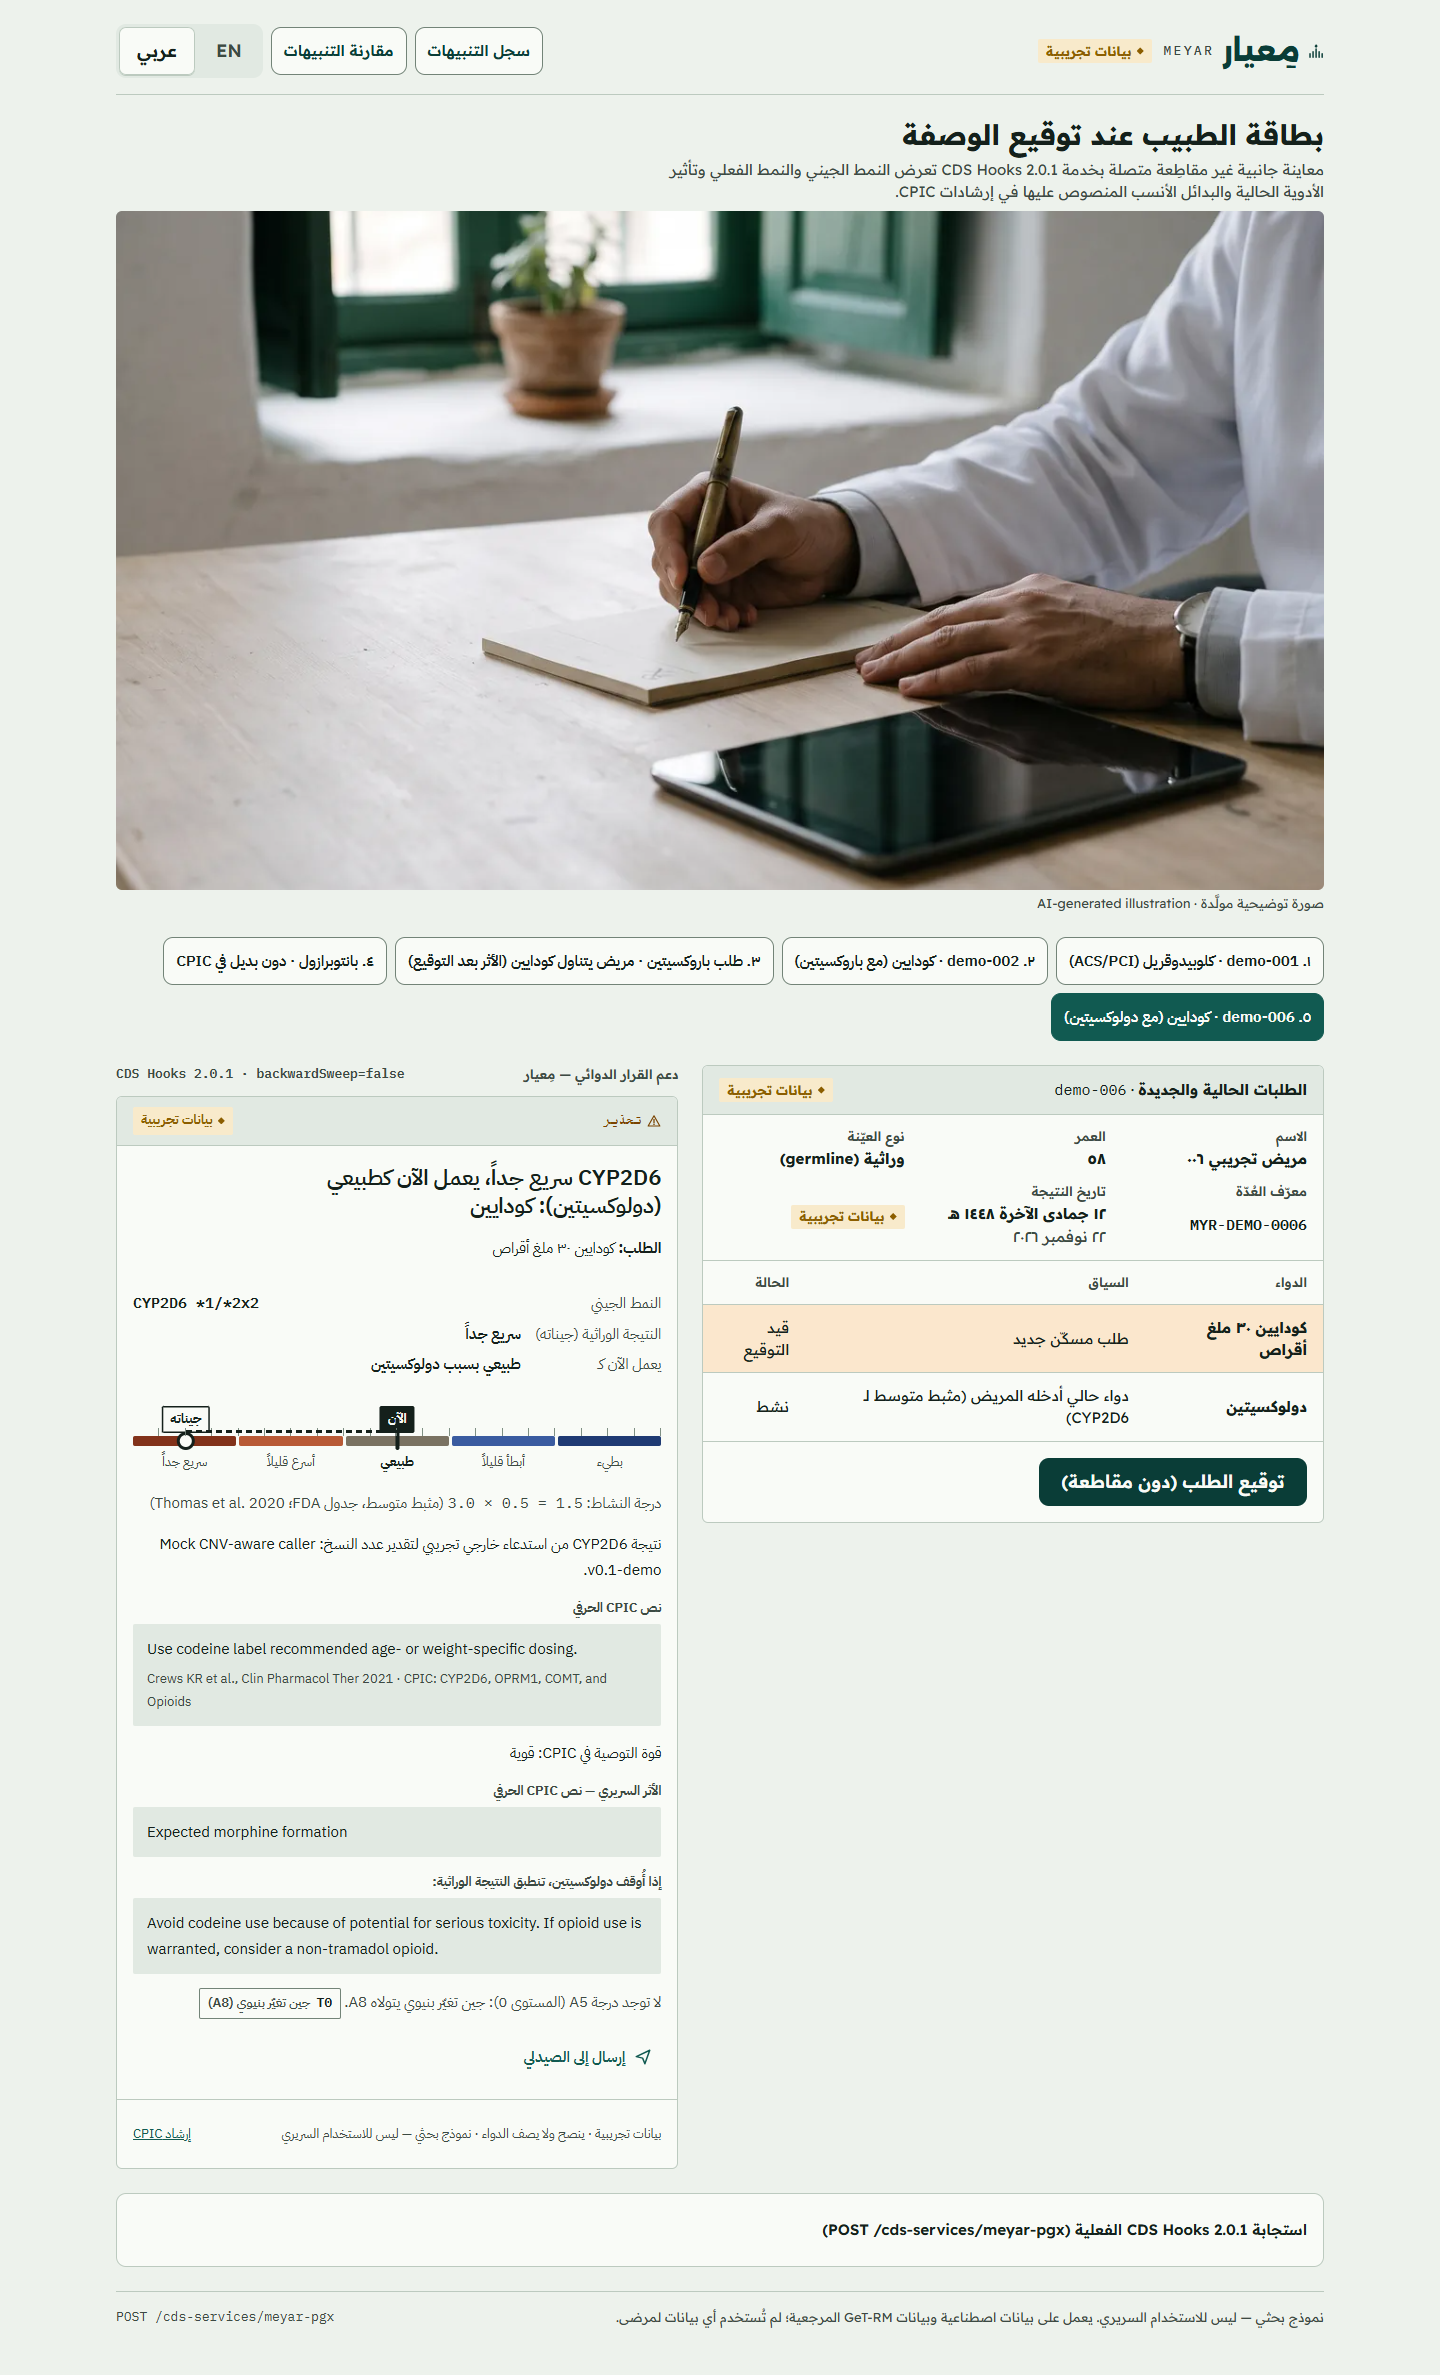 مِعيار MEYAR ◆ بيانات تجريبية
سجل التنبيهات
مقارنة التنبيهات
EN
عربي
بطاقة الطبيب عند توقيع الوصفة
معاينة جانبية غير مقاطِعة متصلة بخدمة CDS Hooks 2.0.1 تعرض النمط الجيني والنمط الفعلي وتأثير
الأدوية الحالية والبدائل الأنسب المنصوص عليها في إرشادات CPIC.
صورة توضيحية مولَّدة · AI-generated illustration
١. demo-001 · كلوبيدوقريل (ACS/PCI)
٢. demo-002 · كودايين (مع باروكسيتين)
٣. طلب باروكسيتين · مريض يتناول كودايين (الأثر بعد التوقيع)
٤. بانتوبرازول · دون بديل في CPIC
٥. demo-006 · كودايين (مع دولوكسيتين)
الطلبات الحالية والجديدة · demo-006
◆ بيانات تجريبية
الاسم
مريض تجريبي ٠٠٦
العمر
٥٨
نوع العيّنة
وراثية (germline)
معرّف العُدّة
MYR-DEMO-0006
تاريخ النتيجة
١٢ جمادى الآخرة ١٤٤٨ هـ
٢٢ نوفمبر ٢٠٢٦
◆ بيانات تجريبية
الدواء السياق الحالة
كودايين ٣٠ ملغ أقراص طلب مسكّن جديد قيد التوقيع
دولوكسيتين دواء حالي أدخله المريض (مثبط متوسط لـ CYP2D6) نشط
توقيع الطلب (دون مقاطعة)
دعم القرار الدوائي — مِعيار
CDS Hooks 2.0.1 · backwardSweep=false
تـحذيـر
◆ بيانات تجريبية
CYP2D6 سريع جداً، يعمل الآن كطبيعي
(دولوكسيتين): كودايين
الطلب: كودايين ٣٠ ملغ أقراص
النمط الجيني CYP2D6 *1/*2x2
النتيجة الوراثية (جيناته) سريع جداً
يعمل الآن كـ طبيعي بسبب دولوكسيتين
الآن
جيناته
بطيء
أبطأ قليلاً
طبيعي
أسرع قليلاً
سريع جداً
درجة النشاط: 3.0 × 0.5 = 1.5 (مثبط متوسط، جدول FDA؛ Thomas et al. 2020)
نتيجة CYP2D6 من استدعاء خارجي تجريبي لتقدير عدد النسخ: Mock CNV-aware caller
v0.1-demo.
نص CPIC الحرفي
Use codeine label recommended age- or weight-specific dosing.
Crews KR et al., Clin Pharmacol Ther 2021 · CPIC: CYP2D6, OPRM1, COMT, and
Opioids
قوة التوصية في CPIC: قوية
الأثر السريري — نص CPIC الحرفي
Expected morphine formation
إذا أُوقف دولوكسيتين، تنطبق النتيجة الوراثية:
Avoid codeine use because of potential for serious toxicity. If opioid use is
warranted, consider a non-tramadol opioid.
لا توجد درجة A5 (المستوى 0): جين تغيّر بنيوي يتولاه A8. T0 جين تغيّر بنيوي (A8)
إرسال إلى الصيدلي
بيانات تجريبية · ينصح ولا يصف الدواء · نموذج بحثي — ليس للاستخدام السريري
إرشاد CPIC
استجابة CDS Hooks 2.0.1 الفعلية (POST /cds-services/meyar-pgx)
نموذج بحثي — ليس للاستخدام السريري. يعمل على بيانات اصطناعية وبيانات GeT-RM المرجعية؛ لم تُستخدم أي بيانات لمرضى.
POST /cds-services/meyar-pgx